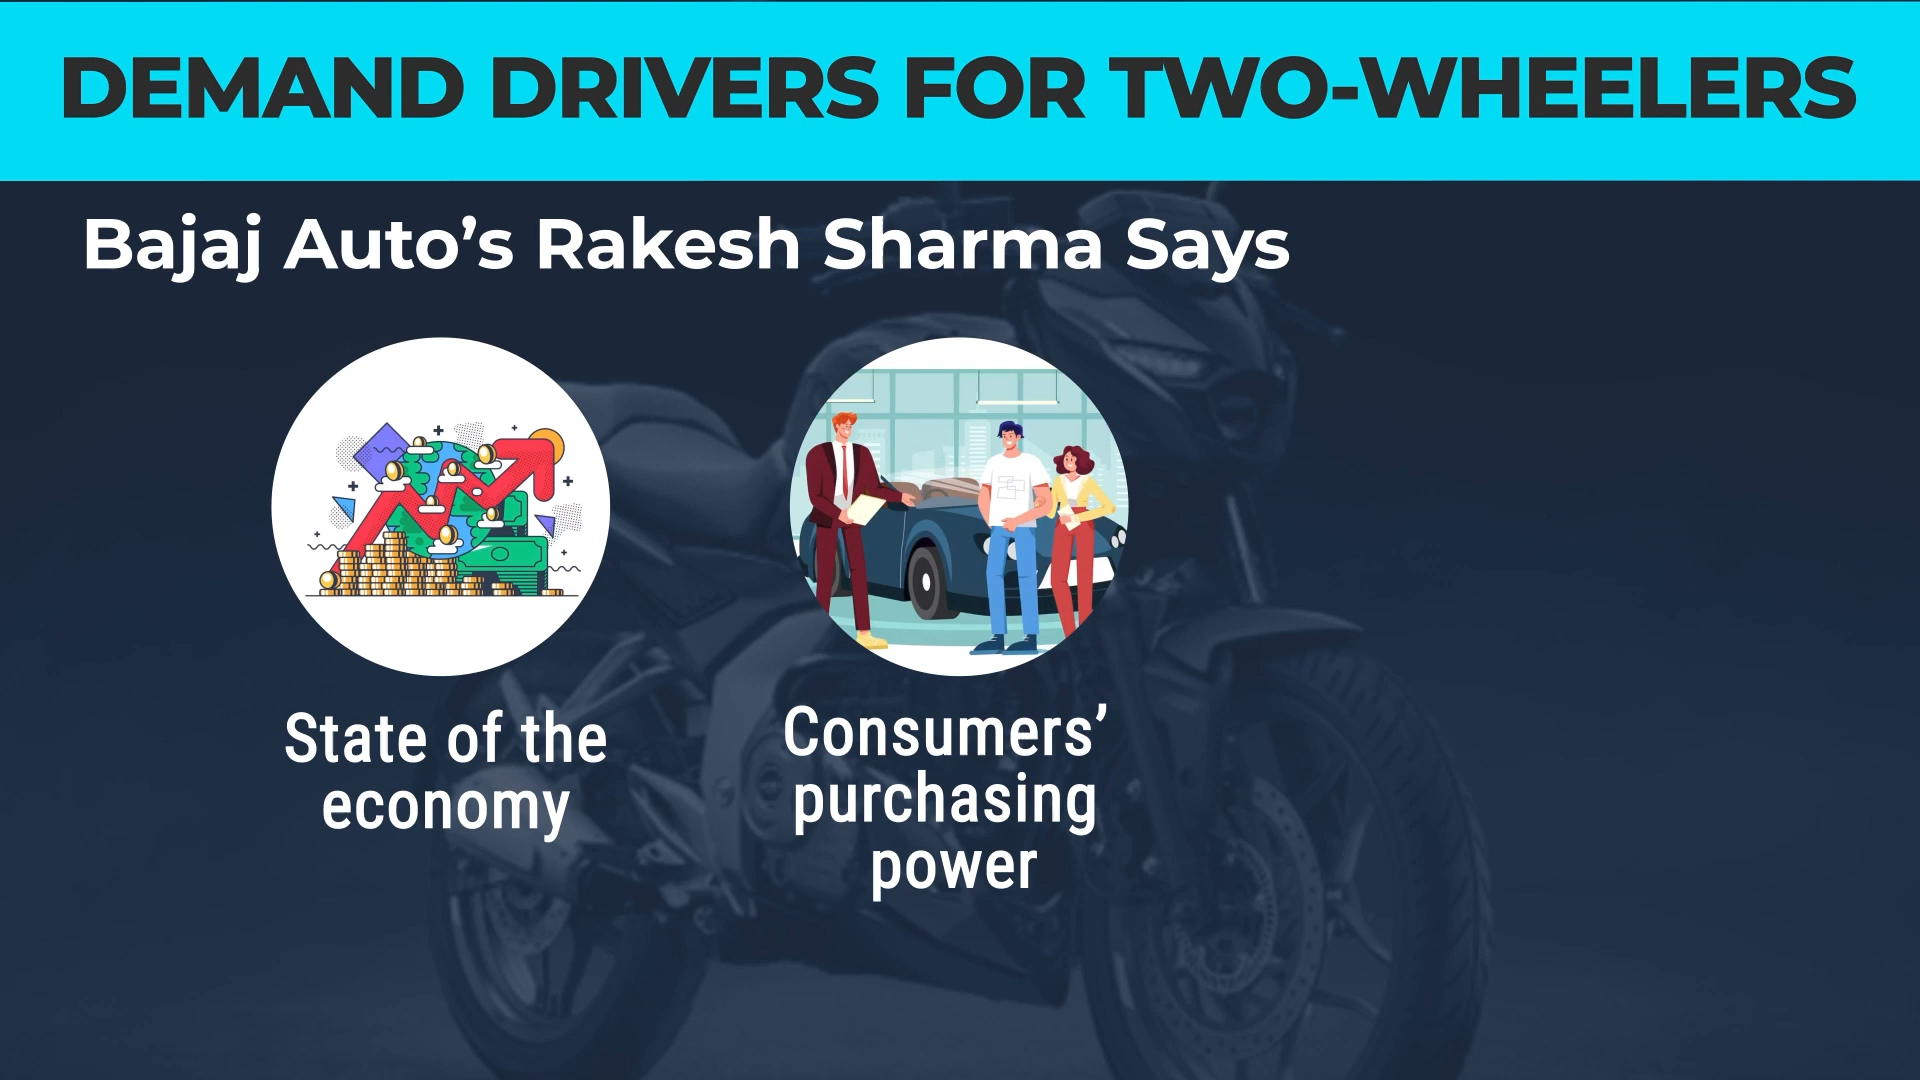 DEMAND DRIVERS FOR TWO-WHEELERS
Bajaj Auto’s Rakesh Sharma Says
State of the
economy
Consumers’
purchasing
power